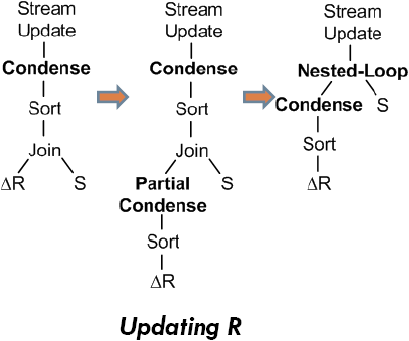 Stream
Update
Condense
Sort
Join
ΔR
S
Stream
Update
Condense
Sort
Join
Partial
Condense
S
Sort
ΔR
Stream
Update
Nested-Loop
Condense
S
Sort
ΔR
Updating R